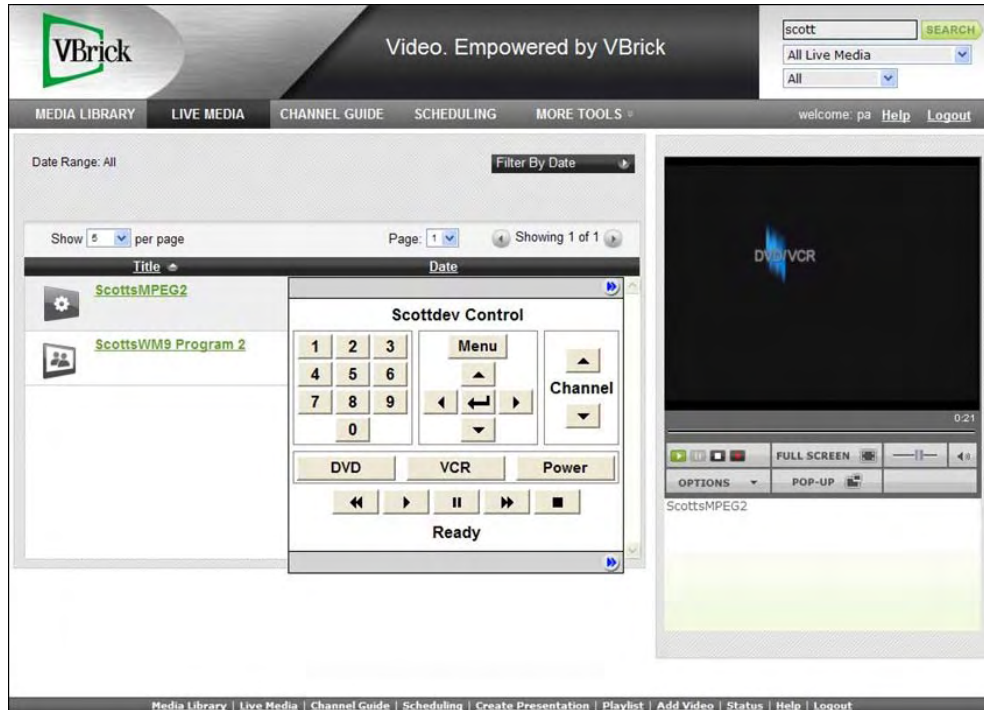 VBrick
Video. Empowered by VBrick
scott
SEARCH
All Live Media
All
MEDIA LIBRARY LIVE MEDIA CHANNEL GUIDE SCHEDULING MORE TOOLS
welcome: pa Help Logout
Date Range: All
Filter By Date
Show 5 per page
Page: 1
Showing 1 of 1
Title Date
ScottsMPEG2
ScottsWM9 Program 2
Scottdev Control
1 2 3
4 5 6
7 8 9
0
Menu
Channel
DVD VCR Power
Ready
DVD/VCR
0:21
FULL SCREEN
OPTIONS
POP-UP
ScottsMPEG2
Media Library | Live Media | Channel Guide | Scheduling | Create Presentation | Playlist | Add Video | Status | Help | Logout